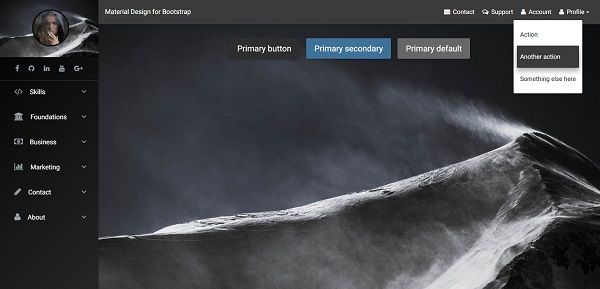 Material Design for Bootstrap
Contact
Support
Account
Profile
Action
Another action
Something else here
Primary button
Primary secondary
Primary default
G+
Skills
Foundations
Business
Marketing
Contact
About